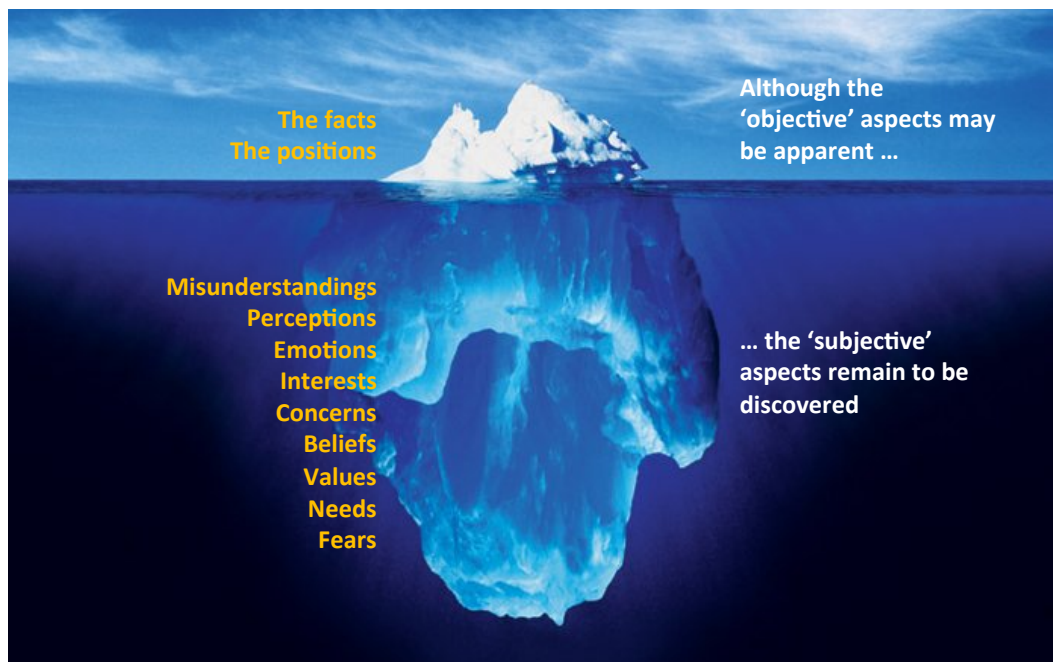 The facts
The positions
Although the
‘objective’ aspects may
be apparent …
Misunderstandings
Perceptions
Emotions
Interests
Concerns
Beliefs
Values
Needs
Fears
… the ‘subjective’
aspects remain to be
discovered